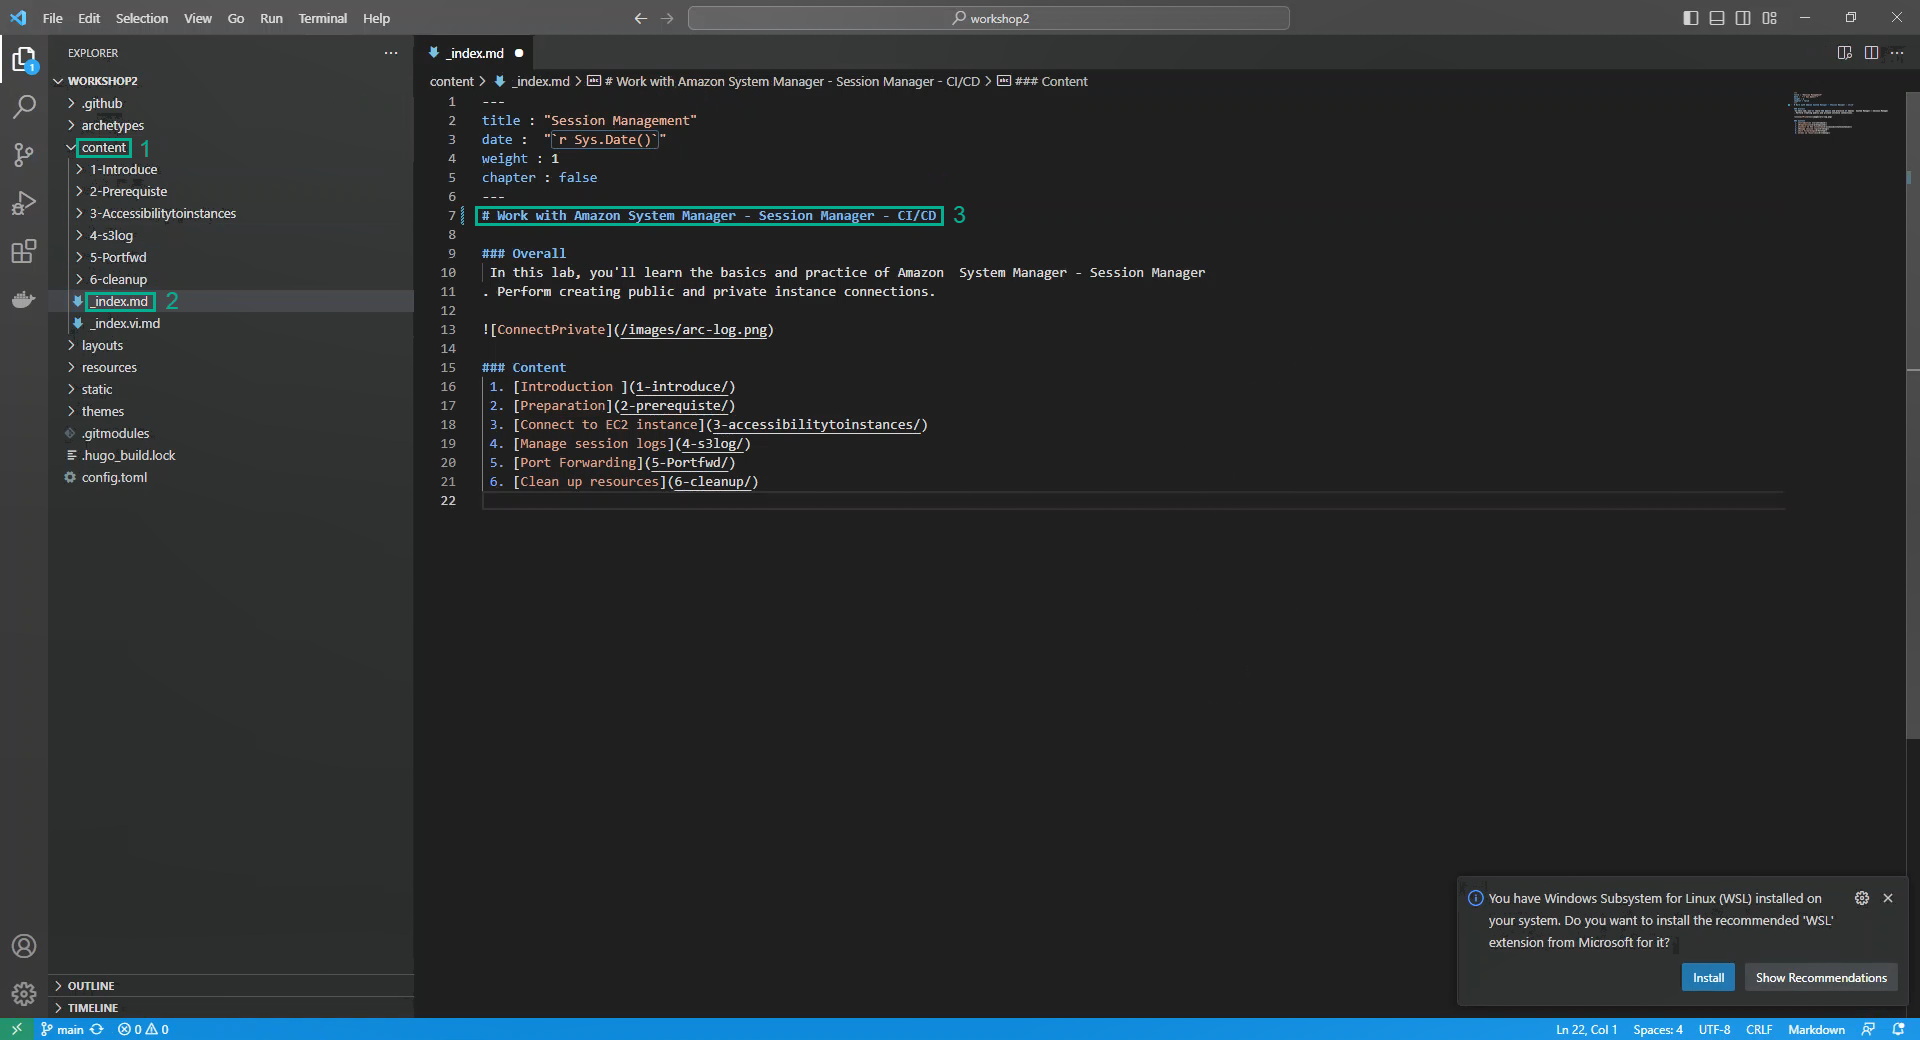 File Edit Selection View Go Run Terminal Help
workshop2
EXPLORER
1
WORKSHOP2
.github
archetypes
content 1
1-Introduce
2-Prerequiste
3-Accessibilitytoinstances
4-s3log
5-Portfwd
6-cleanup
_index.md 2
_index.vi.md
layouts
resources
static
themes
.gitmodules
.hugo_build.lock
config.toml
OUTLINE
TIMELINE
_index.md
content > _index.md > # Work with Amazon System Manager - Session Manager - CI/CD > ### Content
1 ---
2 title : "Session Management"
3 date :  "`r Sys.Date()`"
4 weight : 1
5 chapter : false
6 ---
7 # Work with Amazon System Manager - Session Manager - CI/CD 3
8
9 ### Overall
10 In this lab, you'll learn the basics and practice of Amazon  System Manager - Session Manager
11 . Perform creating public and private instance connections.
12
13 ![ConnectPrivate](/images/arc-log.png)
14
15 ### Content
16 1. [Introduction ](1-introduce/)
17 2. [Preparation](2-prerequiste/)
18 3. [Connect to EC2 instance](3-accessibilitytoinstances/)
19 4. [Manage session logs](4-s3log/)
20 5. [Port Forwarding](5-Portfwd/)
21 6. [Clean up resources](6-cleanup/)
22
You have Windows Subsystem for Linux (WSL) installed on
your system. Do you want to install the recommended 'WSL'
extension from Microsoft for it?
Install Show Recommendations
main 0 0 Ln 22, Col 1 Spaces: 4 UTF-8 CRLF Markdown